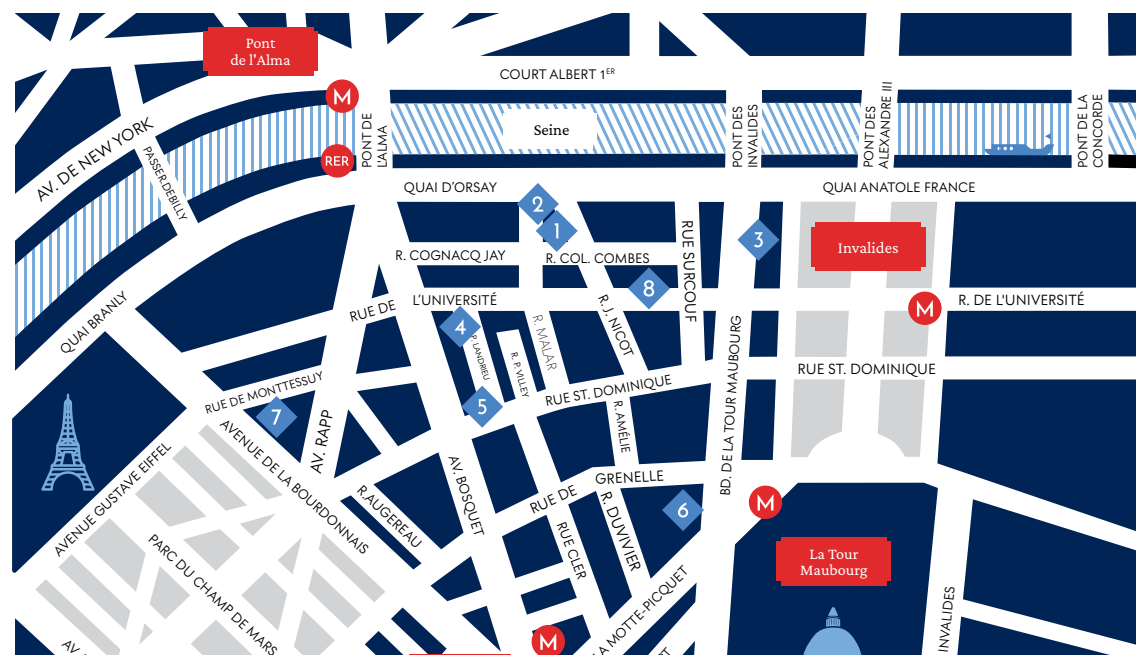 Pont
de l'Alma
COURT ALBERT 1ER
M
Seine
RER
PONT DE
L'ALMA
PONT DES
INVALIDES
PONT DES
ALEXANDRE III
PONT DE LA
CONCORDE
AV. DE NEW YORK
PASSER.DEBILLY
QUAI D'ORSAY
QUAI ANATOLE FRANCE
2
1
3
Invalides
R. COGNACQ JAY
R. COL. COMBES
RUE SURCOUF
8
QUAI BRANLY
RUE DE
L'UNIVERSITÉ
M
R. DE L'UNIVERSITÉ
4
P. LANDRIEU
R. P. VILLEY
R. MALAR
R. J. NICOT
BD. DE LA TOUR MAUBOURG
RUE ST. DOMINIQUE
RUE DE MONTTESSUY
RUE ST. DOMINIQUE
7
5
R. AMÉLIE
AV. RAPP
AVENUE DE LA BOURDONNAIS
AVENUE GUSTAVE EIFFEL
AV. BOSQUET
RUE DE
GRENELLE
R.AUGEREAU
6
M
R. DUVIVIER
RUE CLER
PARC DU CHAMP DE MARS
La Tour
Maubourg
LA MOTTE-PICQUET
INVALIDES
M
AV.